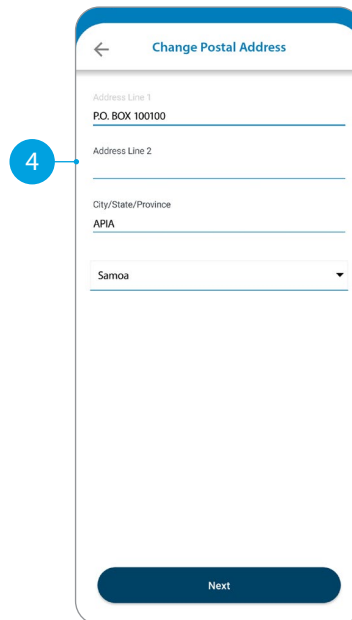 Change Postal Address
Address Line 1
P.O. BOX 100100
4
Address Line 2
City/State/Province
APIA
Samoa
Next